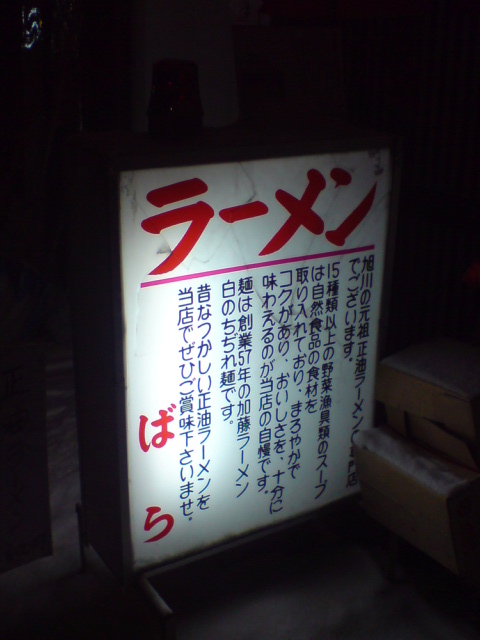 ラーメン
旭川の元祖正油ラーメンの専門店
でございます。
15種類以上の野菜漁貝類のスープ
は自然食品の食材を
取り入れており、まろやかで
コクがあり、おいしさを、十分に
味わえるのが当店の自慢です。
麺は創業57年の加藤ラーメン
白のちぢれ麺です。
昔なつかしい正油ラーメンを
当店でぜひご賞味下さいませ。
ばら